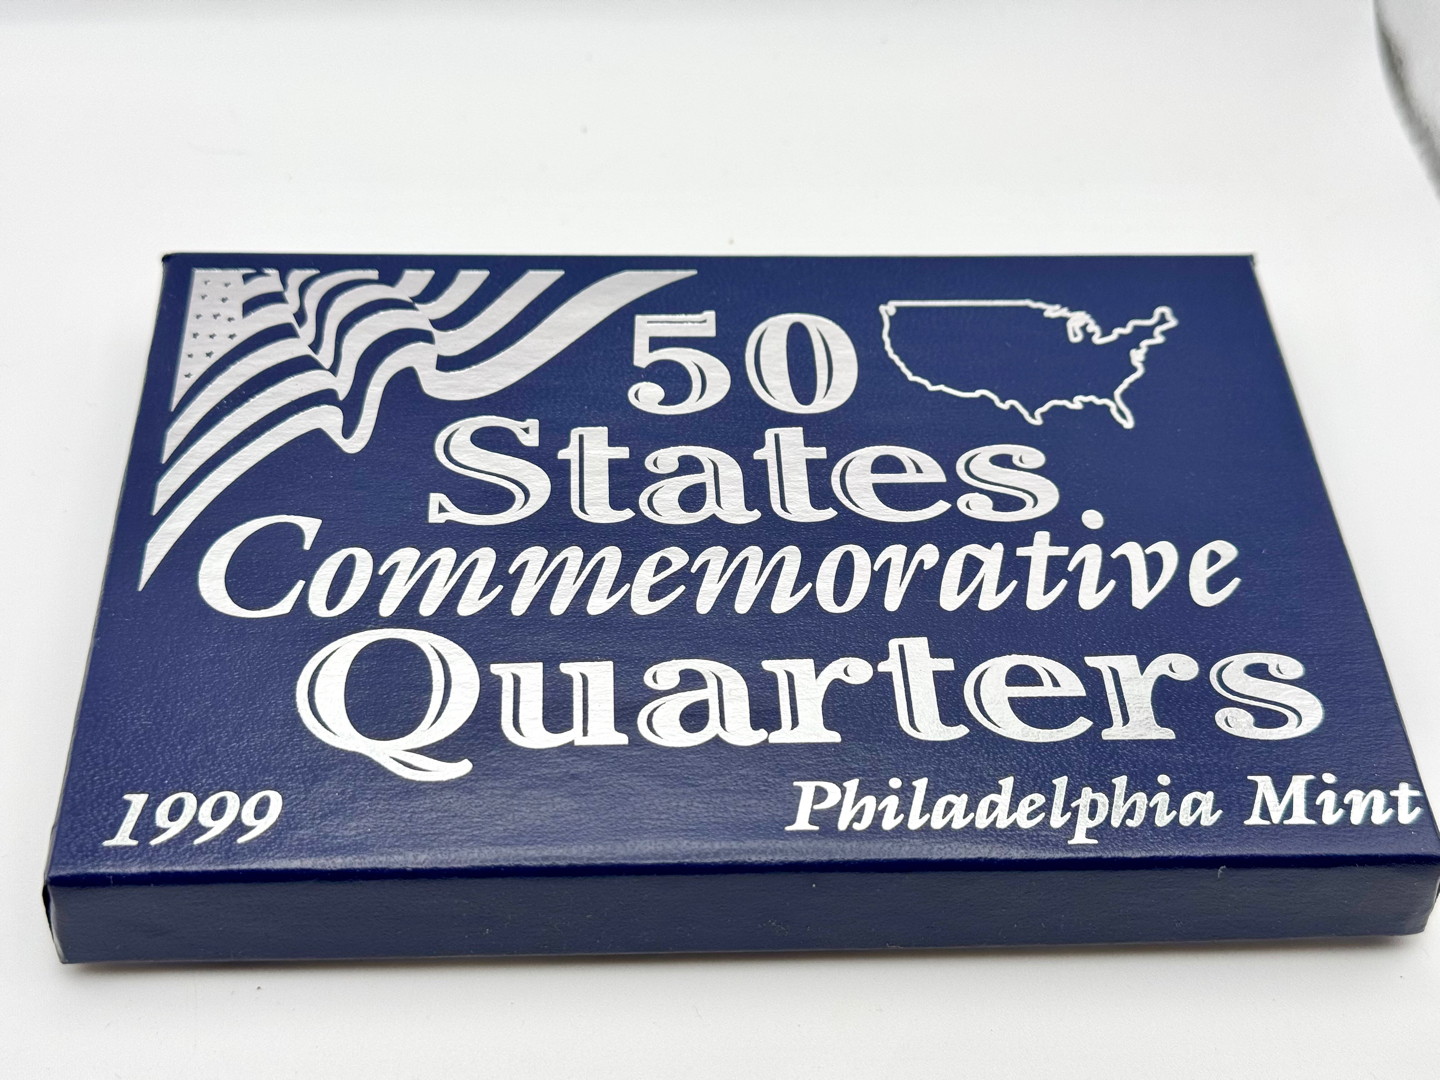 50
States
Commemorative
Quarters
1999
Philadelphia Mint